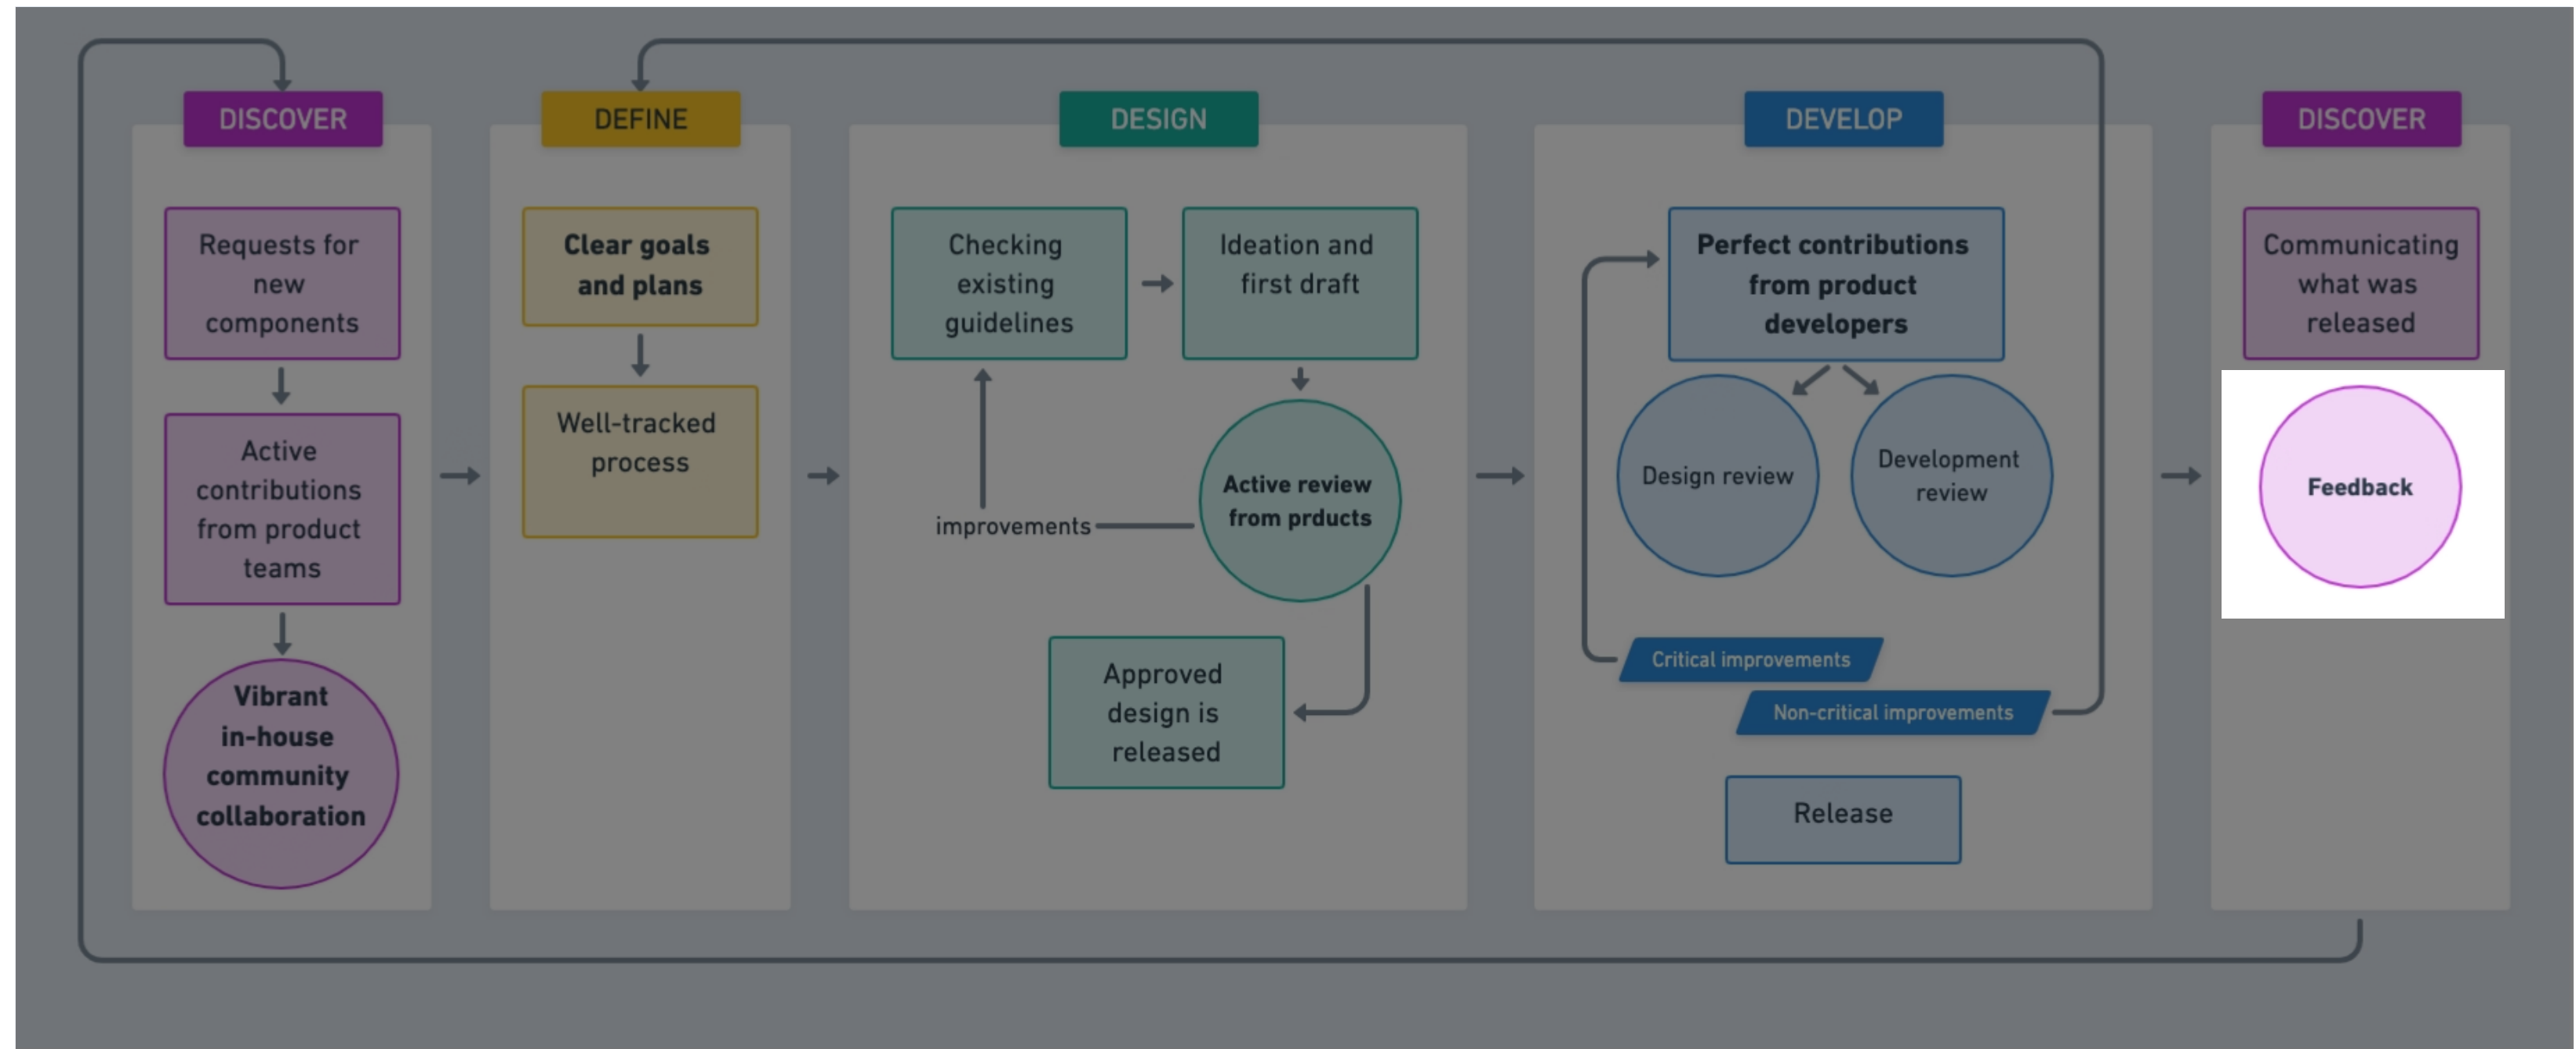 DISCOVER
Requests for
new
components
Active
contributions
from product
teams
Vibrant
in-house
community
collaboration
DEFINE
Clear goals
and plans
Well-tracked
process
DESIGN
Checking
existing
guidelines
Ideation and
first draft
Active review
from prducts
improvements
Approved
design is
released
DEVELOP
Perfect contributions
from product
developers
Design review
Development
review
Critical improvements
Non-critical improvements
Release
DISCOVER
Communicating
what was
released
Feedback